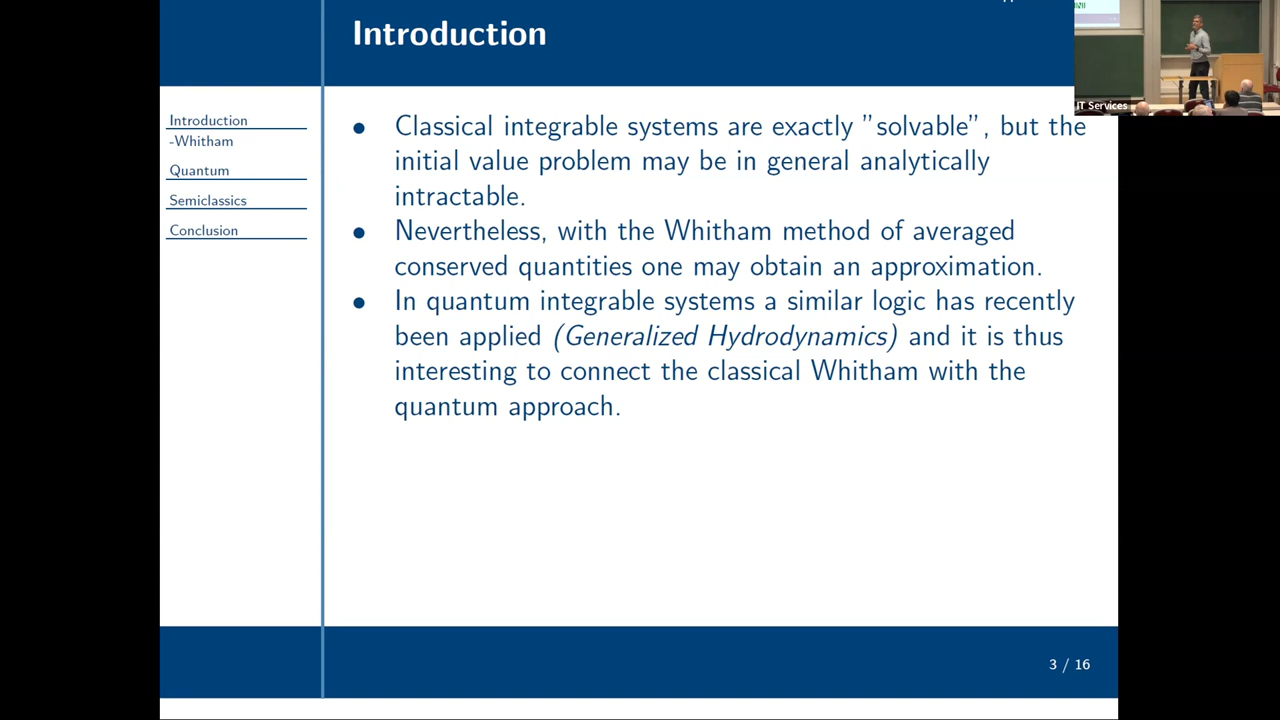 Introduction
Introduction
-Whitham
Quantum
Semiclassics
Conclusion
• Classical integrable systems are exactly ”solvable”, but the
initial value problem may be in general analytically
intractable.
• Nevertheless, with the Whitham method of averaged
conserved quantities one may obtain an approximation.
• In quantum integrable systems a similar logic has recently
been applied (Generalized Hydrodynamics) and it is thus
interesting to connect the classical Whitham with the
quantum approach.
3 / 16
IT Services